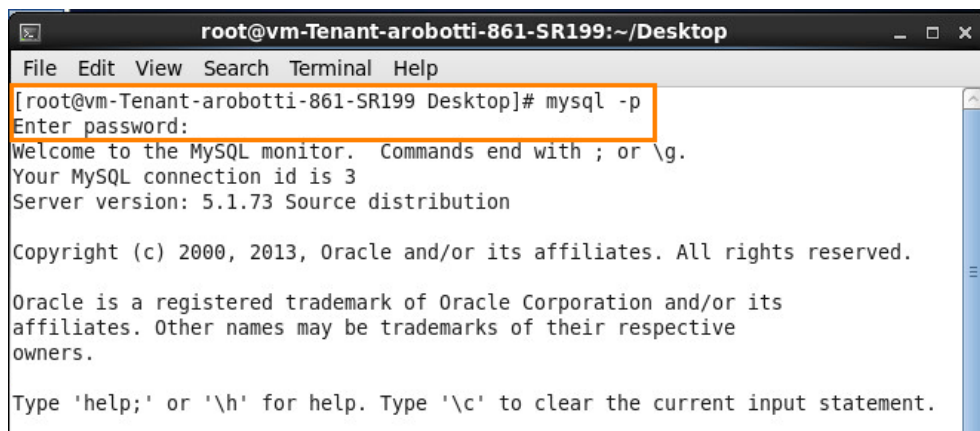 root@vm-Tenant-arobotti-861-SR199:~/Desktop
File Edit View Search Terminal Help
[root@vm-Tenant-arobotti-861-SR199 Desktop]# mysql -p
Enter password:
Welcome to the MySQL monitor.  Commands end with ; or \g.
Your MySQL connection id is 3
Server version: 5.1.73 Source distribution
Copyright (c) 2000, 2013, Oracle and/or its affiliates. All rights reserved.
Oracle is a registered trademark of Oracle Corporation and/or its
affiliates. Other names may be trademarks of their respective
owners.
Type 'help;' or '\h' for help. Type '\c' to clear the current input statement.